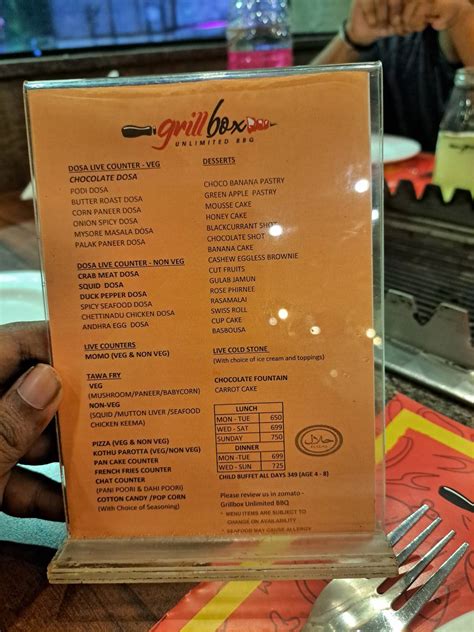 grill box
UNLIMITED BBQ
DOSA LIVE COUNTER - VEG
CHOCOLATE DOSA
PODI DOSA
BUTTER ROAST DOSA
CORN PANEER DOSA
ONION SPICY DOSA
MYSORE MASALA DOSA
PALAK PANEER DOSA
DOSA LIVE COUNTER - NON VEG
CRAB MEAT DOSA
SQUID DOSA
DUCK PEPPER DOSA
SPICY SEAFOOD DOSA
CHETTINADU CHICKEN DOSA
ANDHRA EGG DOSA
LIVE COUNTERS
MOMO (VEG & NON VEG)
TAWA FRY
VEG
(MUSHROOM/PANEER/BABYCORN)
NON-VEG
(SQUID /MUTTON LIVER /SEAFOOD
CHICKEN KEEMA)
PIZZA (VEG & NON VEG)
KOTHU PAROTTA (VEG/NON VEG)
PAN CAKE COUNTER
FRENCH FRIES COUNTER
CHAT COUNTER
(PANI POORI & DAHI POORI)
COTTON CANDY /POP CORN
(With Choice of Seasoning)
DESSERTS
CHOCO BANANA PASTRY
GREEN APPLE PASTRY
MOUSSE CAKE
HONEY CAKE
BLACKCURRANT SHOT
CHOCOLATE SHOT
BANANA CAKE
CASHEW EGGLESS BROWNIE
CUT FRUITS
GULAB JAMUN
ROSE PHIRNEE
RASAMALAI
SWISS ROLL
CUP CAKE
BASBOUSA
LIVE COLD STONE
(With choice of ice cream and toppings)
CHOCOLATE FOUNTAIN
CARROT CAKE
LUNCH
MON - TUE 650
WED - SAT 699
SUNDAY 750
DINNER
MON - TUE 699
WED - SUN 725
حلال
HALAL
CHILD BUFFET ALL DAYS 349 (AGE 4 - 8)
Please review us in zomato -
Grillbox Unlimited BBQ
* MENU ITEMS ARE SUBJECT TO
CHANGE ON AVAILABILITY
SEAFOOD MAY CAUSE ALLERGY